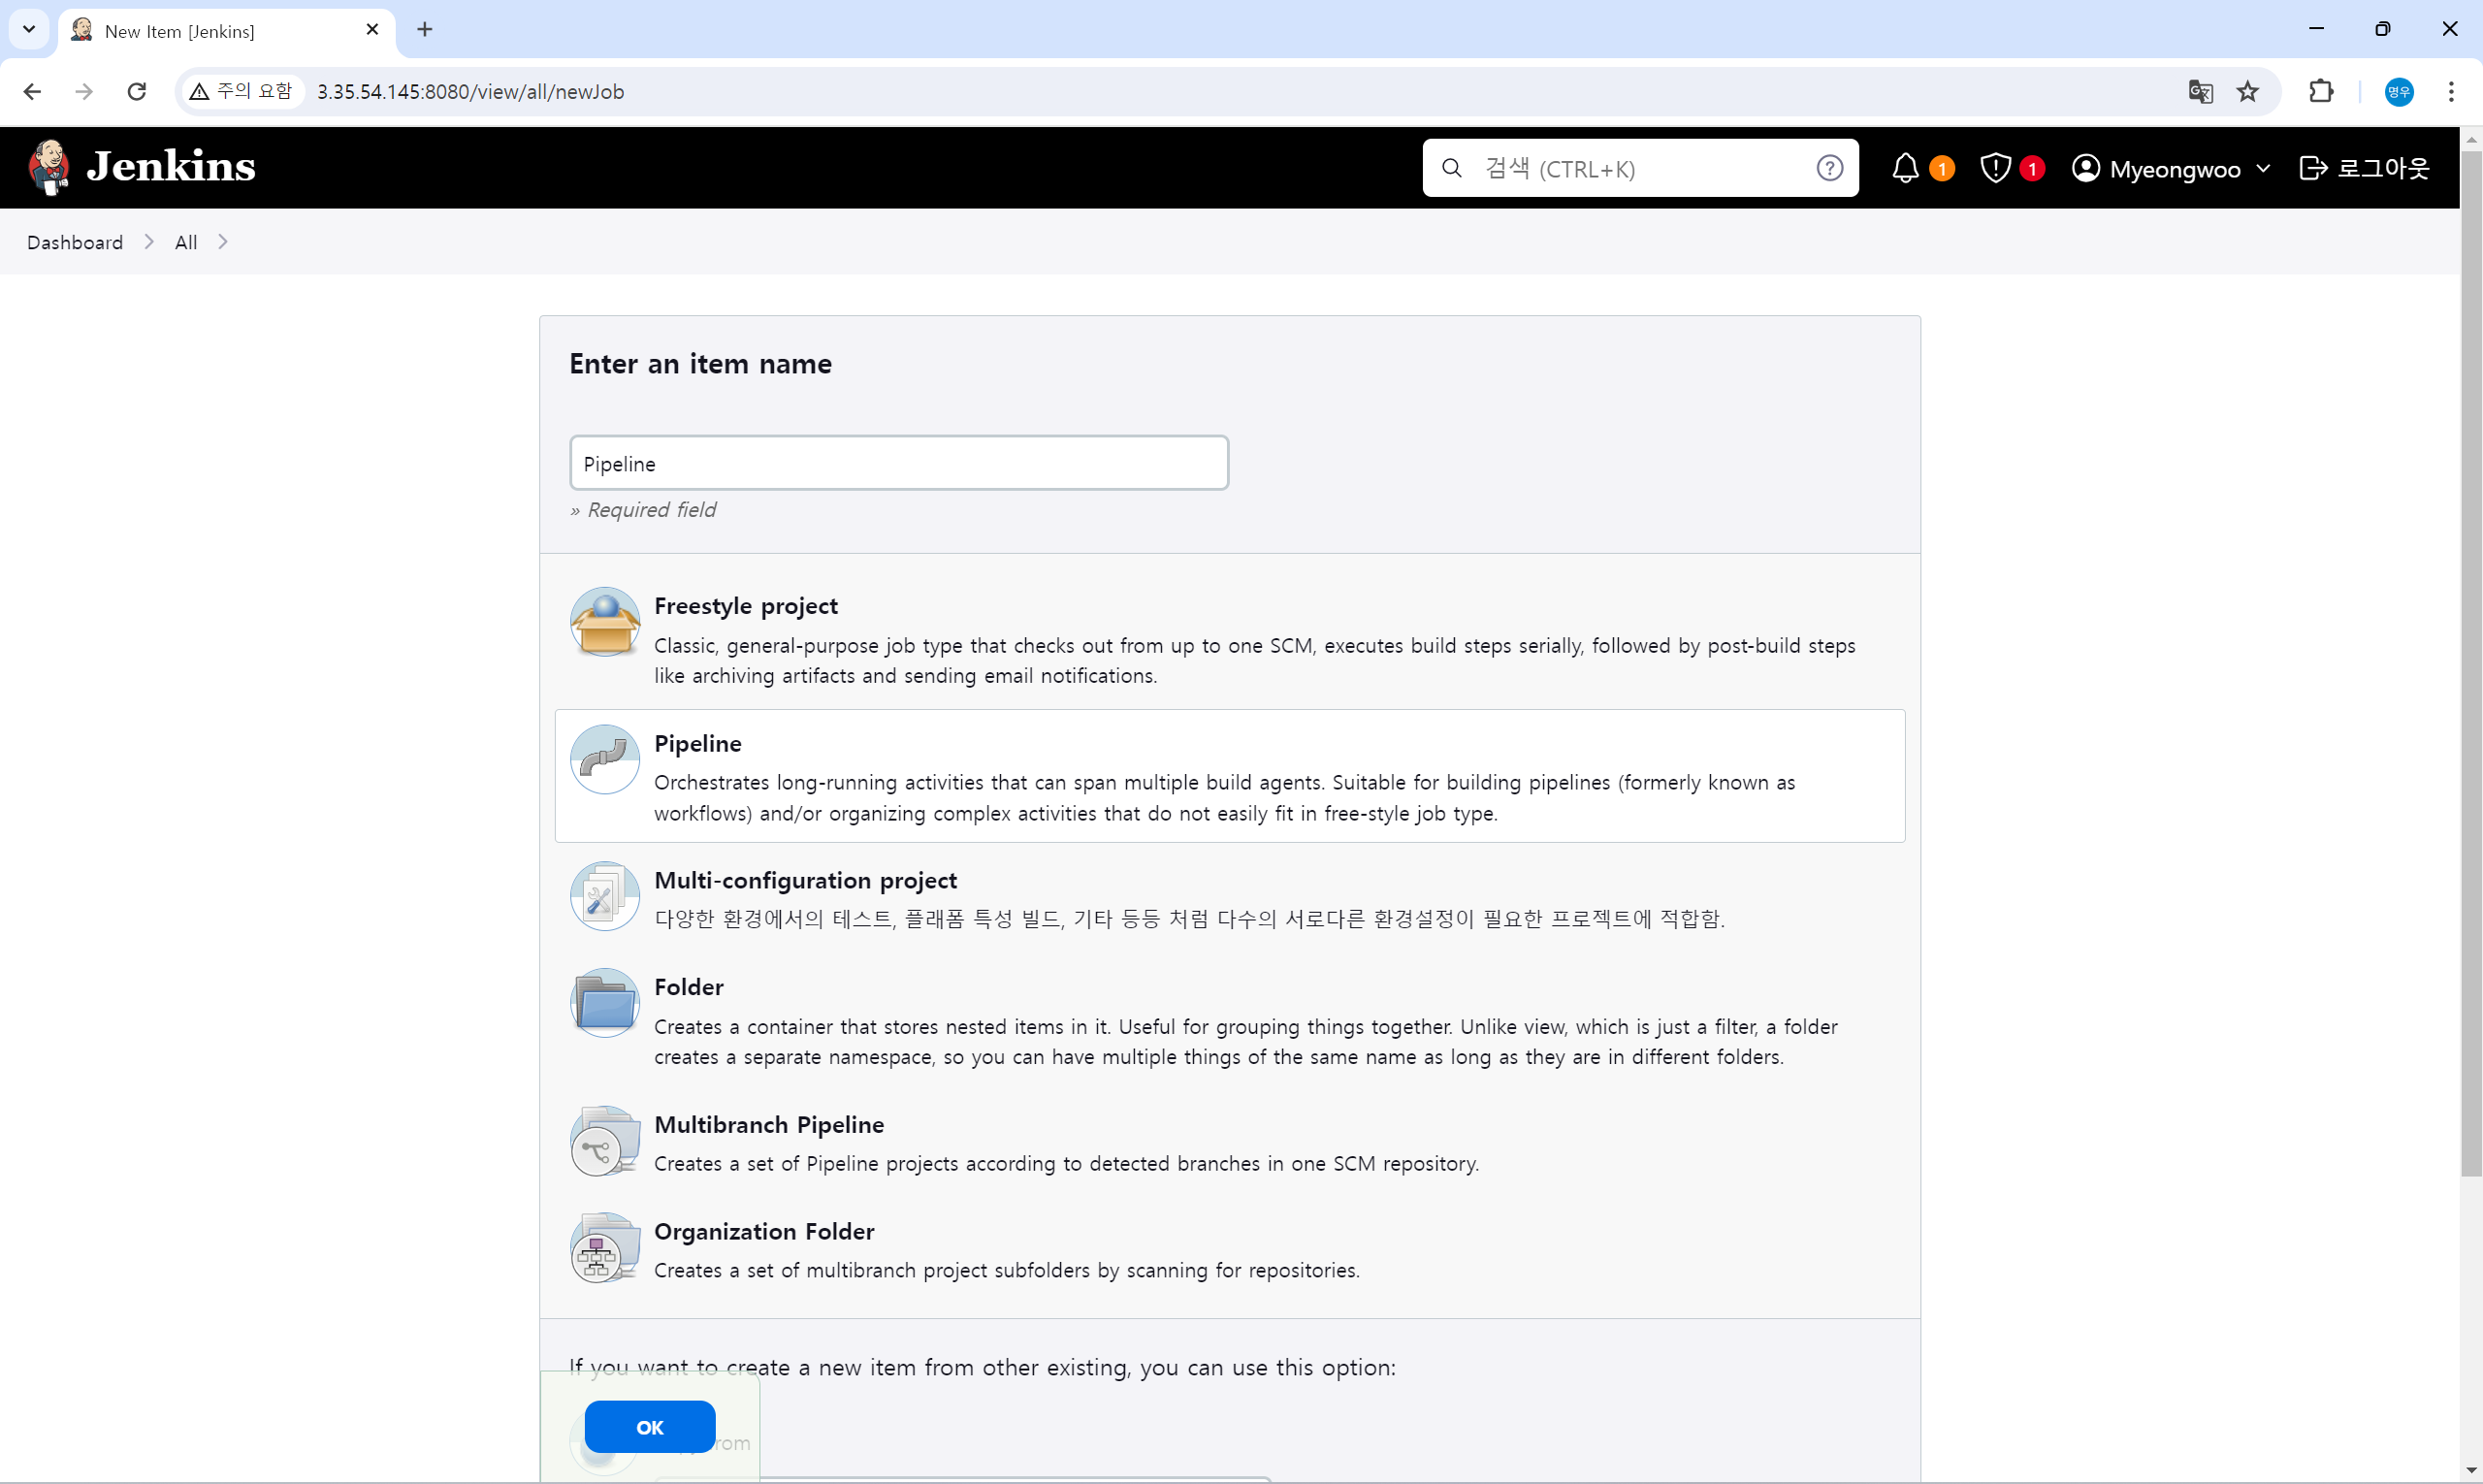 New Item [Jenkins]
주의 요함
3.35.54.145:8080/view/all/newJob
명우
Jenkins
검색 (CTRL+K)
1
1
Myeongwoo
로그아웃
Dashboard
All
Enter an item name
Pipeline
» Required field
Freestyle project
Classic, general-purpose job type that checks out from up to one SCM, executes build steps serially, followed by post-build steps
like archiving artifacts and sending email notifications.
Pipeline
Orchestrates long-running activities that can span multiple build agents. Suitable for building pipelines (formerly known as
workflows) and/or organizing complex activities that do not easily fit in free-style job type.
Multi-configuration project
다양한 환경에서의 테스트, 플래폼 특성 빌드, 기타 등등 처럼 다수의 서로다른 환경설정이 필요한 프로젝트에 적합함.
Folder
Creates a container that stores nested items in it. Useful for grouping things together. Unlike view, which is just a filter, a folder
creates a separate namespace, so you can have multiple things of the same name as long as they are in different folders.
Multibranch Pipeline
Creates a set of Pipeline projects according to detected branches in one SCM repository.
Organization Folder
Creates a set of multibranch project subfolders by scanning for repositories.
If you want to create a new item from other existing, you can use this option:
OK